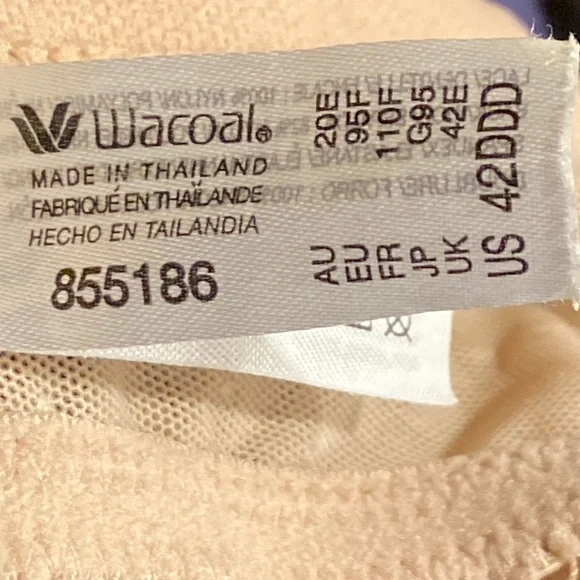 Wacoal®
MADE IN THAILAND
FABRIQUÉ EN THAÏLANDE
HECHO EN TAILANDIA
855186
AU 20E
EU 95F
FR 110F
JP G95
UK 42E
US 42DDD